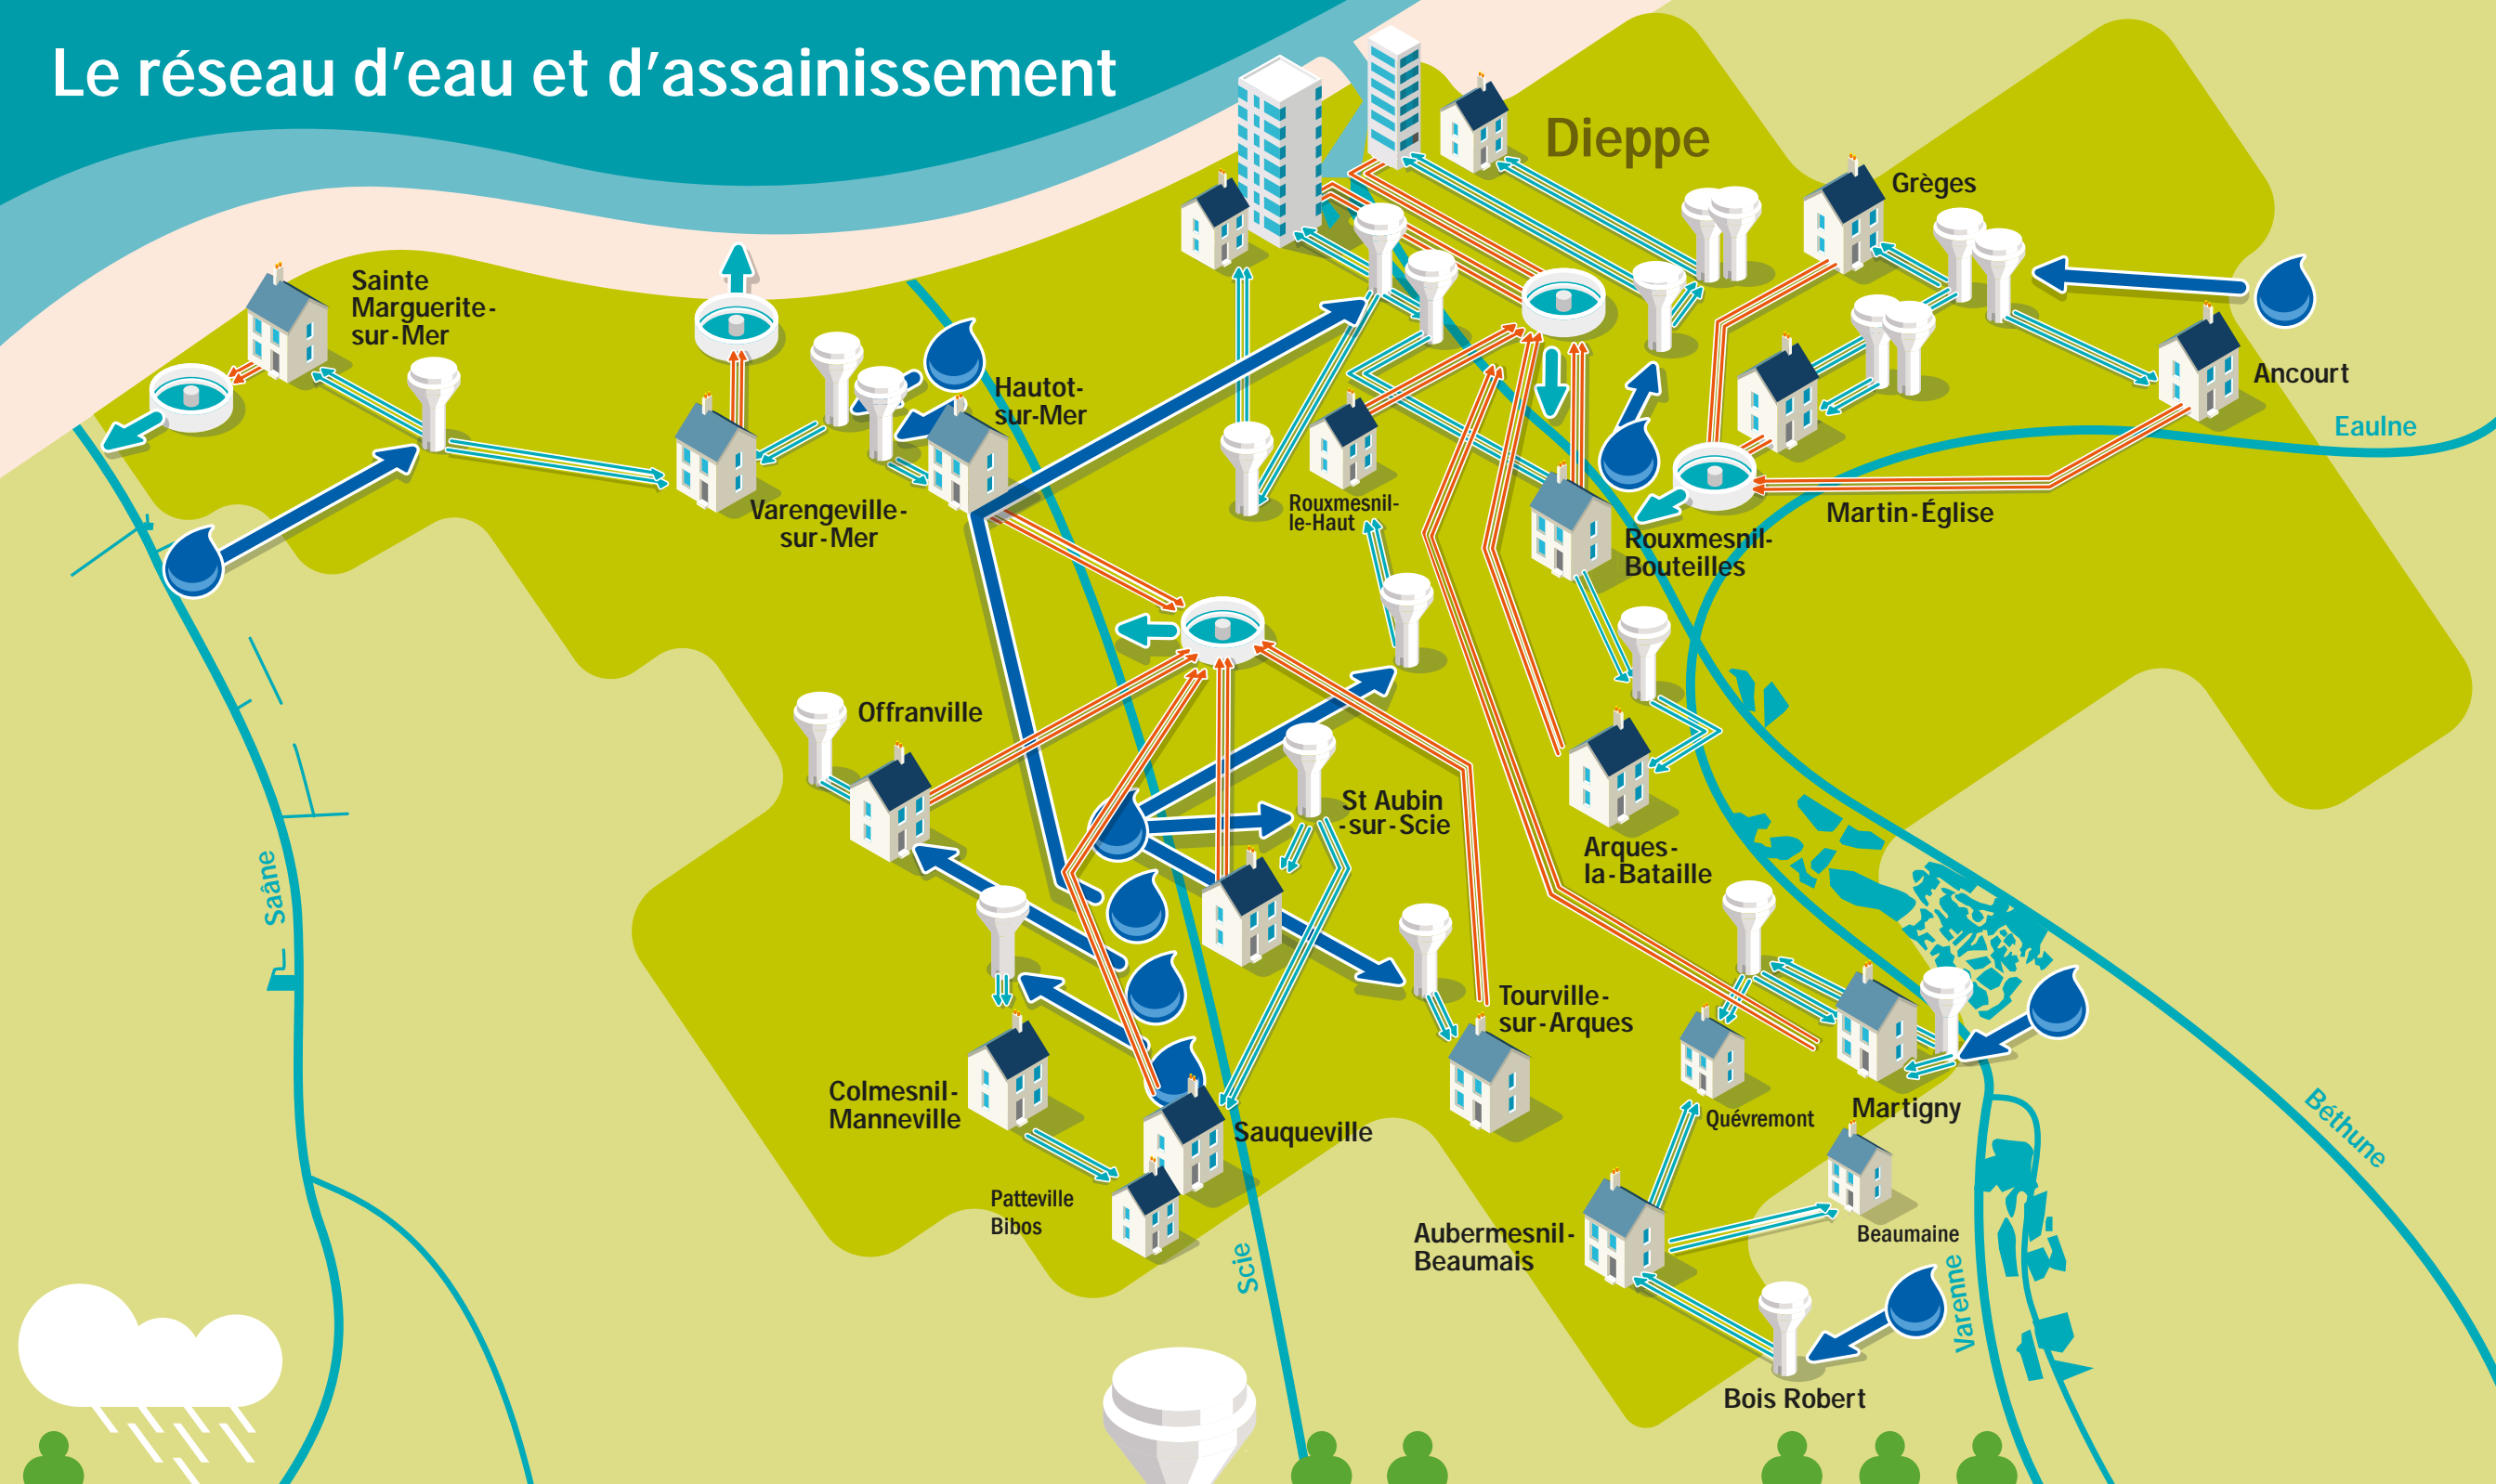 Le réseau d'eau et d'assainissement
Dieppe
Grèges
Sainte
Marguerite-
sur-Mer
Hautot-
sur-Mer
Ancourt
Eaulne
Varengeville-
sur-Mer
Rouxmesnil-
le-Haut
Martin-Église
Rouxmesnil-
Bouteilles
Offranville
St Aubin
-sur-Scie
Arques-
la-Bataille
Saâne
Tourville-
sur-Arques
Colmesnil-
Manneville
Sauqueville
Quévremont
Martigny
Béthune
Patteville
Bibos
Aubermesnil-
Beaumais
Beaumaine
Scie
Varenne
Bois Robert